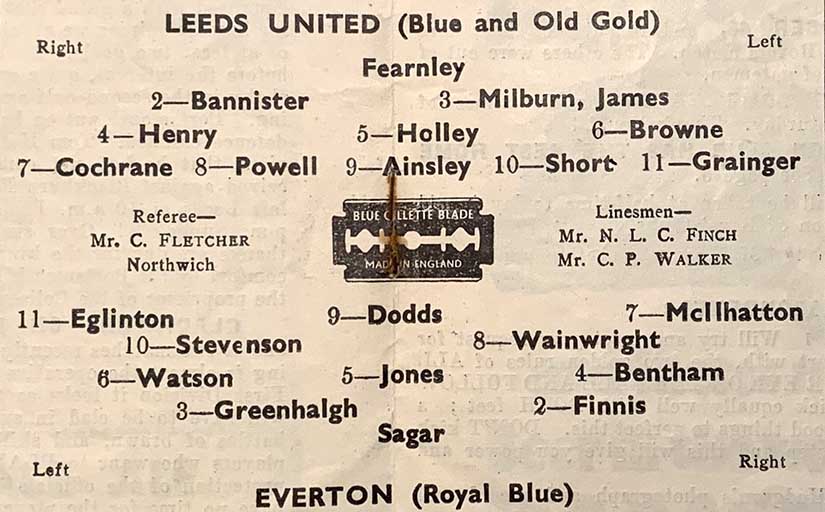 LEEDS UNITED (Blue and Old Gold)
Right Left
Fearnley
2—Bannister 3—Milburn, James
4—Henry 5—Holley 6—Browne
7—Cochrane 8—Powell 9—Ainsley 10—Short 11—Grainger
Referee—
Mr. C. FLETCHER
Northwich
BLUE GILLETTE BLADE
MADE IN ENGLAND
Linesmen—
Mr. N. L. C. FINCH
Mr. C. P. WALKER
11—Eglinton 9—Dodds 7—McIlhatton
10—Stevenson 8—Wainwright
6—Watson 5—Jones 4—Bentham
3—Greenhalgh 2—Finnis
Sagar
Left Right
EVERTON (Royal Blue)